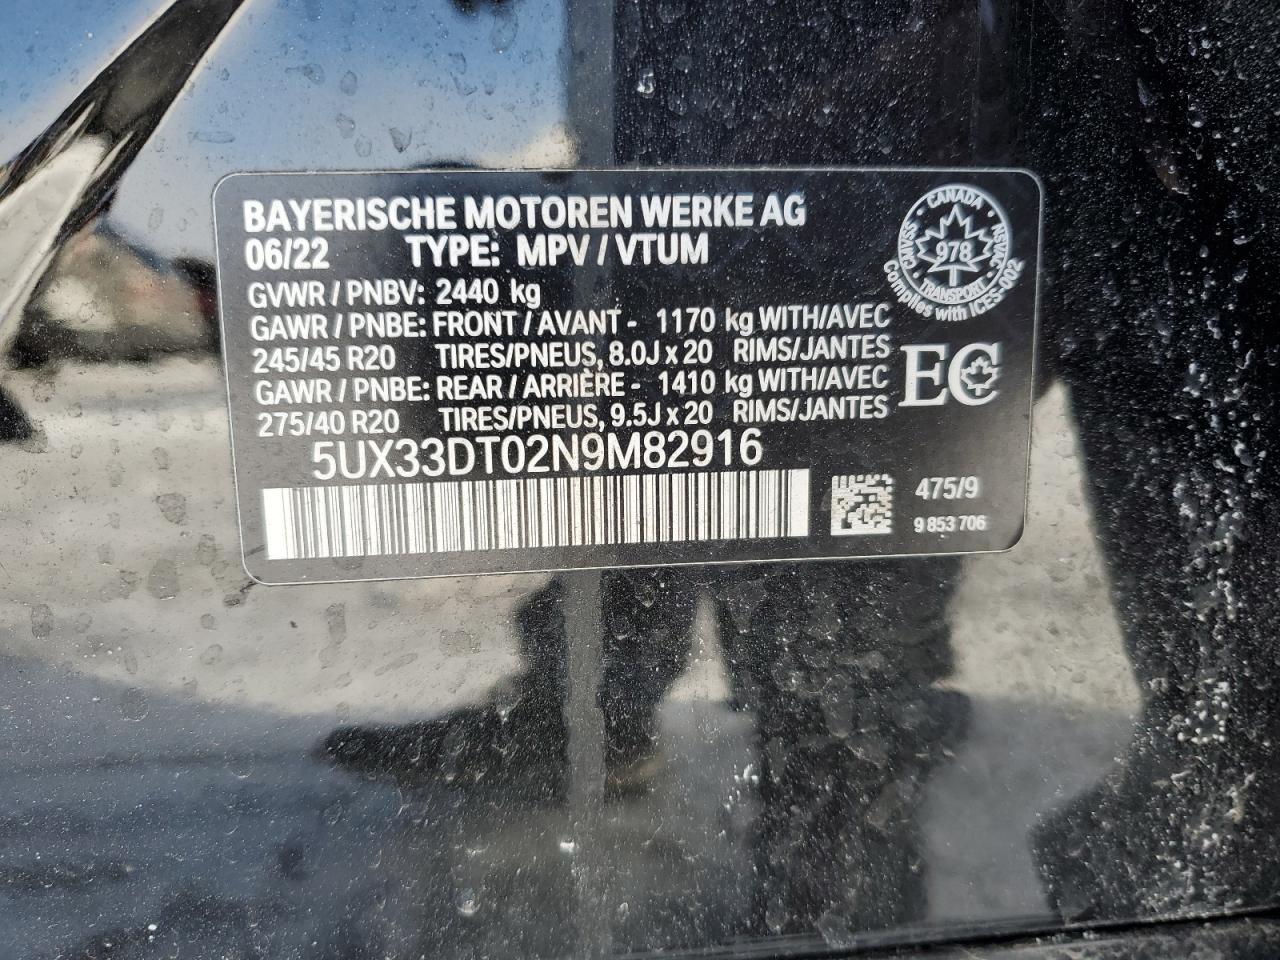 BAYERISCHE MOTOREN WERKE AG
06/22 TYPE: MPV / VTUM
GVWR / PNBV: 2440 kg
GAWR / PNBE: FRONT / AVANT - 1170 kg WITH/AVEC
245/45 R20 TIRES/PNEUS, 8.0J x 20 RIMS/JANTES
GAWR / PNBE: REAR / ARRIÈRE - 1410 kg WITH/AVEC
275/40 R20 TIRES/PNEUS, 9.5J x 20 RIMS/JANTES
5UX33DT02N9M82916
CANADA
CMVSS
978
NSVAC
TRANSPORT
Complies with ICES-002
EC
475/9
9 853 706